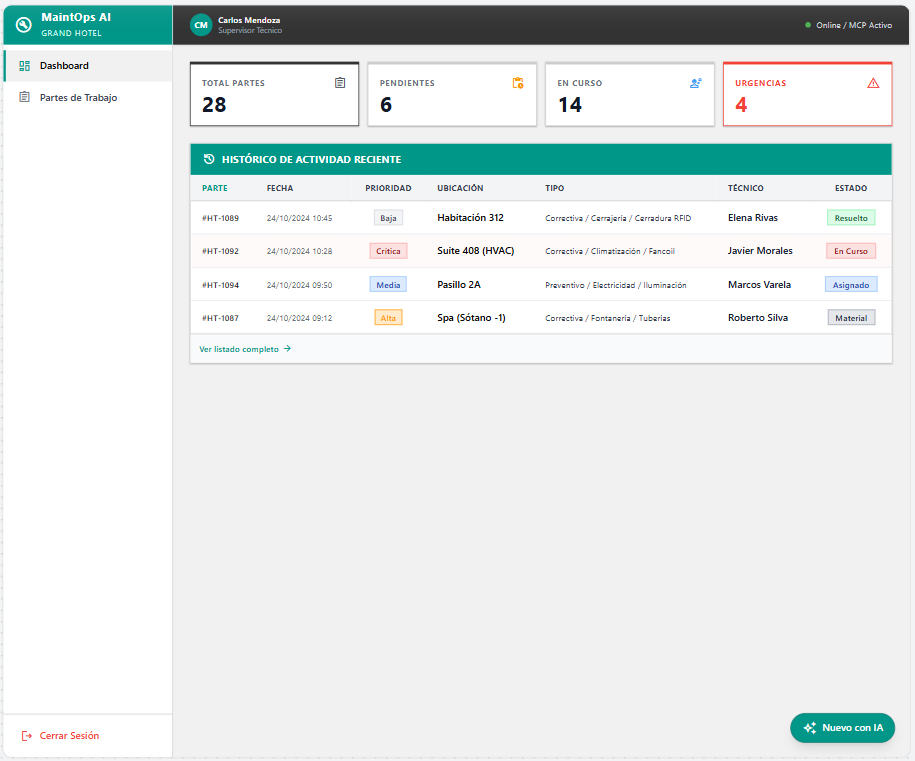 MaintOps AI
GRAND HOTEL
CM
Carlos Mendoza
Supervisor Técnico
Online / MCP Activo
Dashboard
Partes de Trabajo
TOTAL PARTES
28
PENDIENTES
6
EN CURSO
14
URGENCIAS
4
HISTÓRICO DE ACTIVIDAD RECIENTE
PARTE FECHA PRIORIDAD UBICACIÓN TIPO TÉCNICO ESTADO
#HT-1089 24/10/2024 10:45 Baja Habitación 312 Correctiva / Cerrajería / Cerradura RFID Elena Rivas Resuelto
#HT-1092 24/10/2024 10:28 Crítica Suite 408 (HVAC) Correctiva / Climatización / Fancoil Javier Morales En Curso
#HT-1094 24/10/2024 09:50 Media Pasillo 2A Preventivo / Electricidad / Iluminación Marcos Varela Asignado
#HT-1087 24/10/2024 09:12 Alta Spa (Sótano -1) Correctiva / Fontanería / Tuberías Roberto Silva Material
Ver listado completo →
Cerrar Sesión
Nuevo con IA